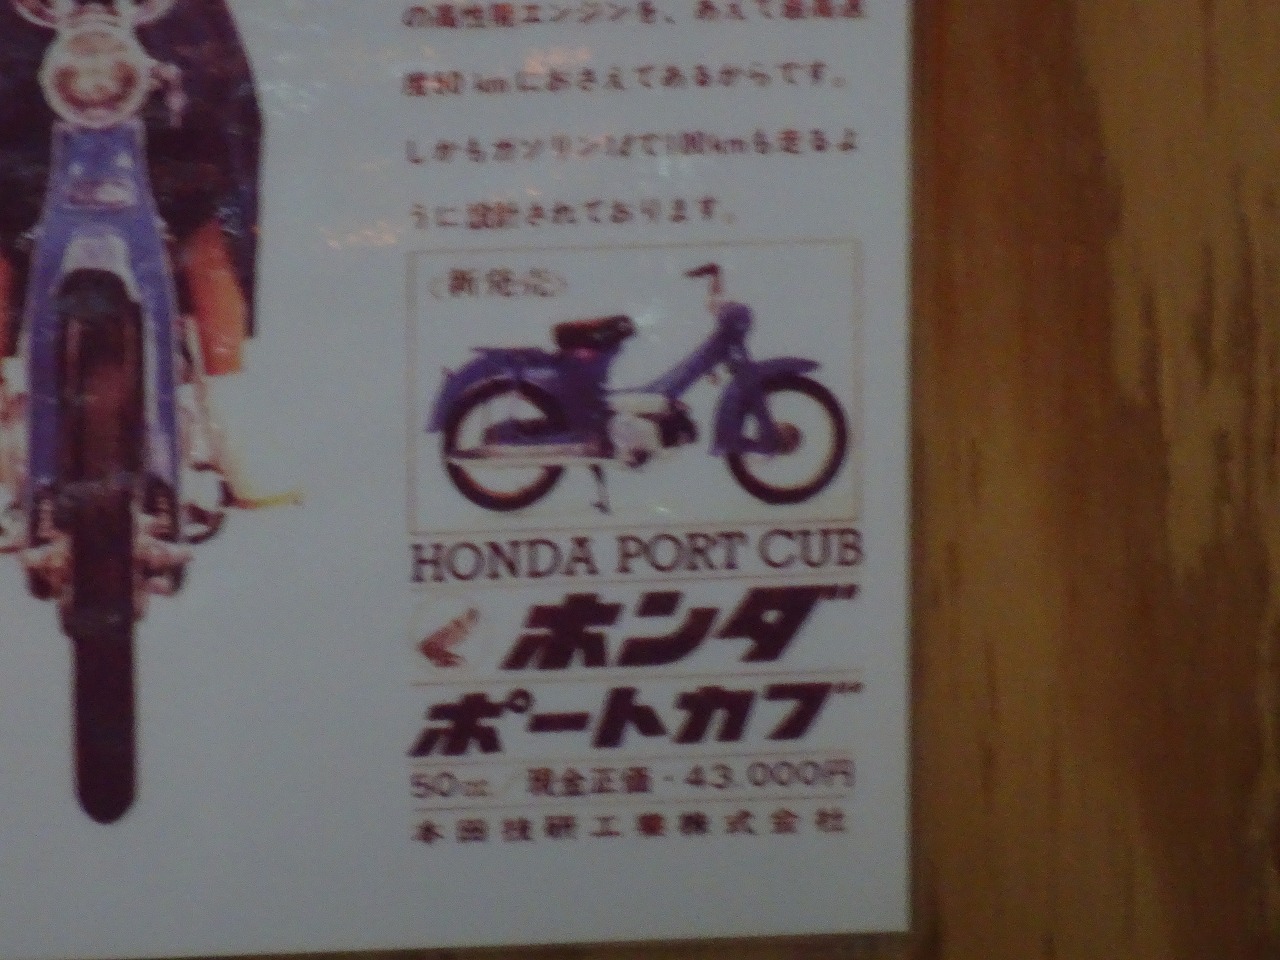 の高性能エンジンを、あえて最高速
度50kmにおさえてあるからです。
しかもガソリン1ℓで100kmも走るよ
うに設計されております。
〈新発売〉
HONDA PORT CUB
ホンダ
ポートカブ
50cc/現金正価・43.000円
本田技研工業株式会社